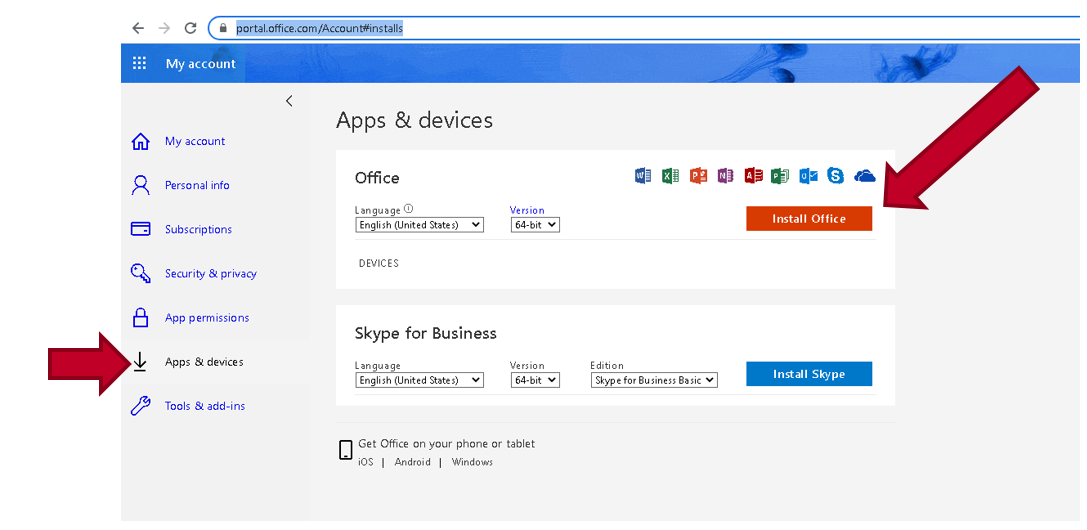 portal.office.com/Account#installs
My account
My account
Personal info
Subscriptions
Security & privacy
App permissions
Apps & devices
Tools & add-ins
Apps & devices
Office
Language Version
English (United States) 64-bit Install Office
DEVICES
Skype for Business
Language Version Edition
English (United States) 64-bit Skype for Business Basic Install Skype
Get Office on your phone or tablet
iOS | Android | Windows